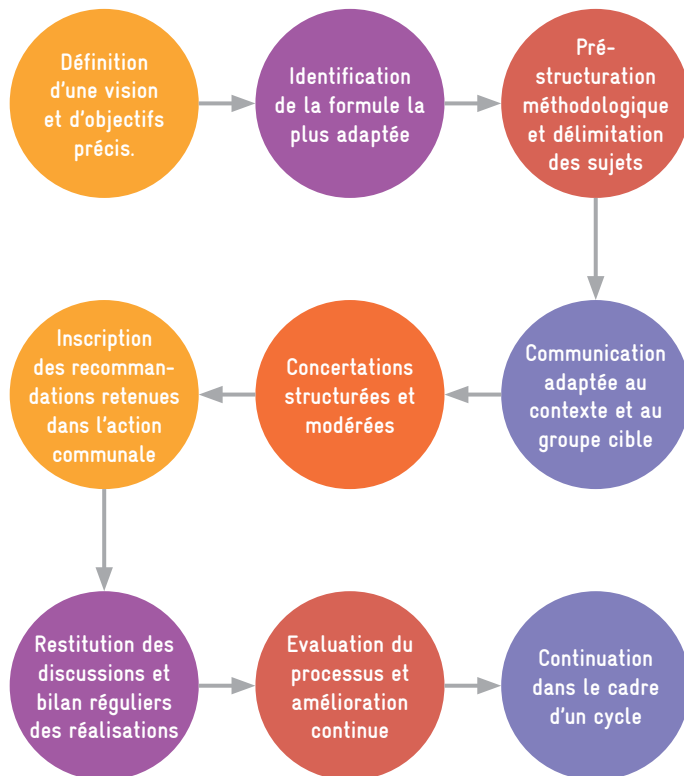 Définition
d'une vision
et d'objectifs
précis.
Identification
de la formule la
plus adaptée
Pré-
structuration
méthodologique
et délimitation
des sujets
Communication
adaptée au
contexte et au
groupe cible
Concertations
structurées et
modérées
Inscription
des recomman-
dations retenues
dans l'action
communale
Restitution des
discussions et
bilan réguliers
des réalisations
Evaluation du
processus et
amélioration
continue
Continuation
dans le cadre
d'un cycle